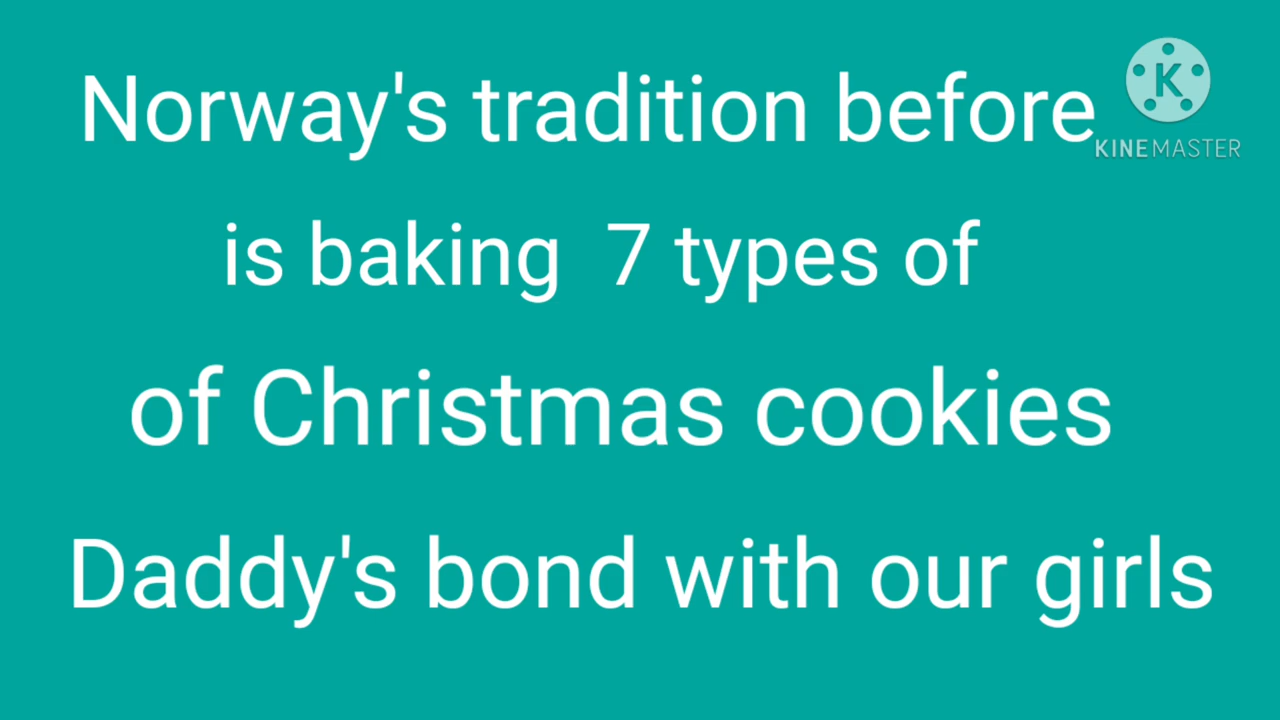 Norway's tradition before
K
KINEMASTER
is baking  7 types of
of Christmas cookies
Daddy's bond with our girls